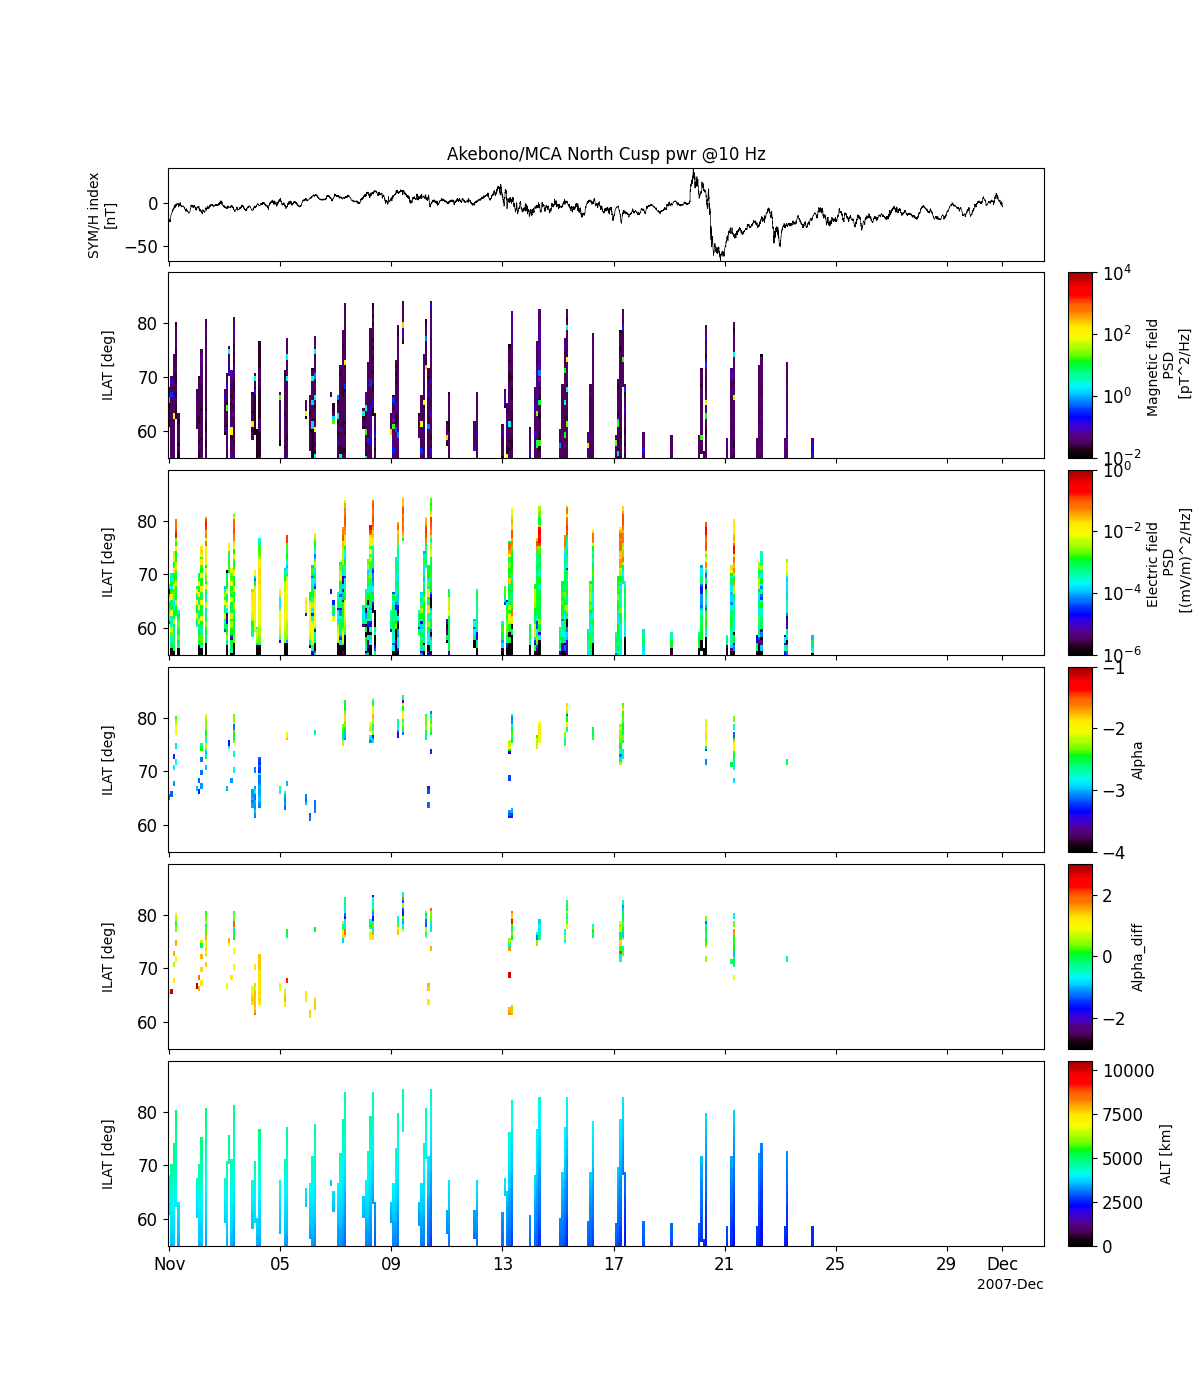 Akebono/MCA North Cusp pwr @10 Hz
SYM/H index
[nT]
0
−50
ILAT [deg]
80
70
60
10^4
10^2
10^0
10^-2
Magnetic field
PSD
[pT^2/Hz]
ILAT [deg]
80
70
60
10^0
10^−2
10^−4
10^−6
Electric field
PSD
[(mV/m)^2/Hz]
ILAT [deg]
80
70
60
−1
−2
−3
−4
Alpha
ILAT [deg]
80
70
60
2
0
−2
Alpha_diff
ILAT [deg]
80
70
60
10000
7500
5000
2500
0
ALT [km]
Nov 05 09 13 17 21 25 29 Dec
2007-Dec